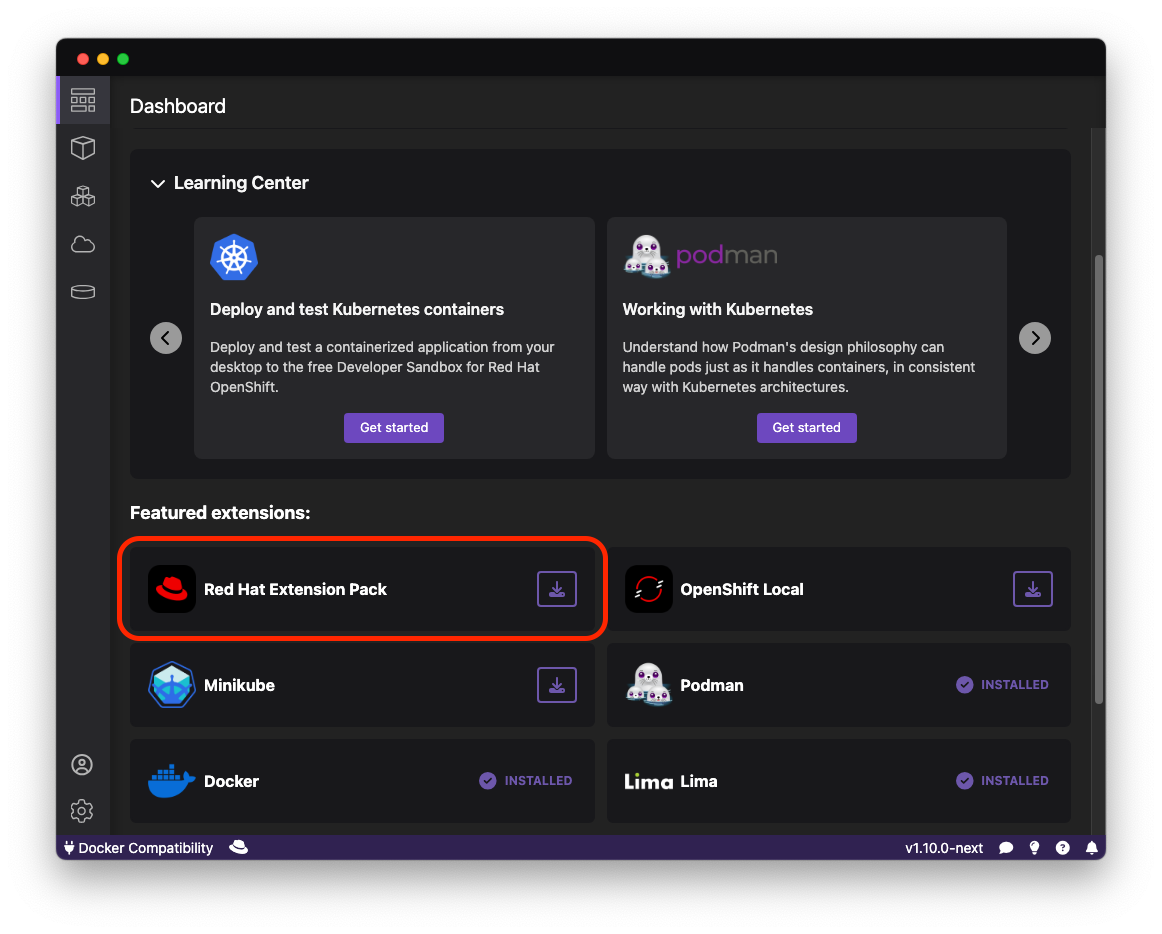 Dashboard
Learning Center
podman
Deploy and test Kubernetes containers
Deploy and test a containerized application from your
desktop to the free Developer Sandbox for Red Hat
OpenShift.
Get started
Working with Kubernetes
Understand how Podman's design philosophy can
handle pods just as it handles containers, in consistent
way with Kubernetes architectures.
Get started
Featured extensions:
Red Hat Extension Pack
OpenShift Local
Minikube
Podman
INSTALLED
Docker
INSTALLED
Lima Lima
INSTALLED
Docker Compatibility
v1.10.0-next